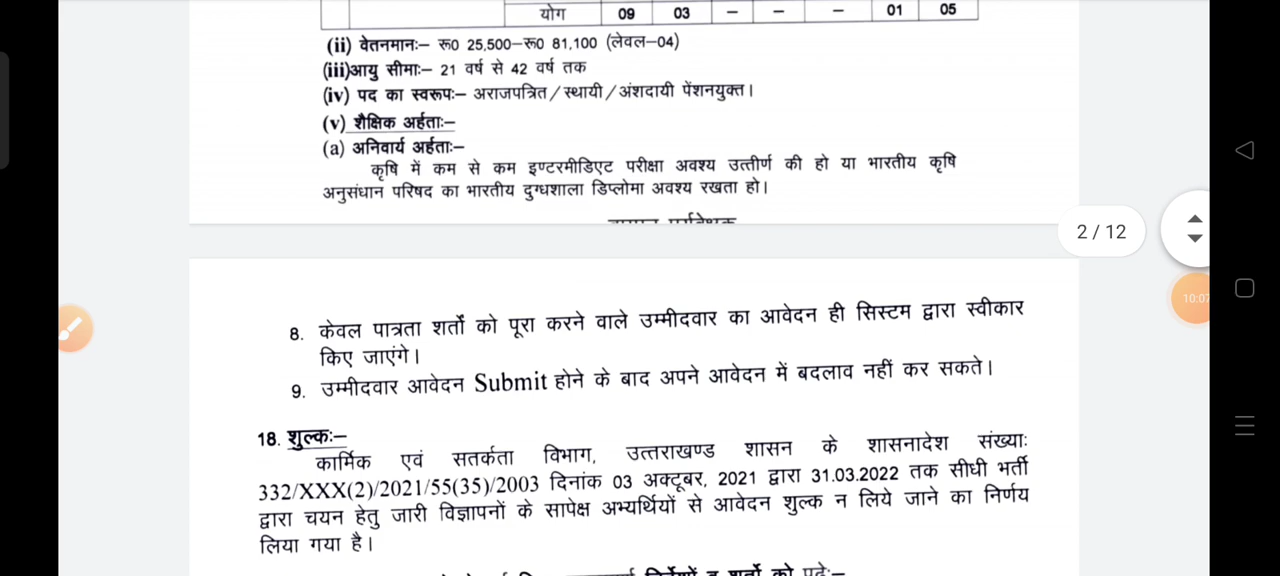 योग 09 03 – – – 01 05
(ii) वेतनमानः– रू0 25,500–रू0 81,100 (लेवल–04)
(iii)आयु सीमाः– 21 वर्ष से 42 वर्ष तक
(iv) पद का स्वरूपः– अराजपत्रित/स्थायी/अंशदायी पेंशनयुक्त।
(v) शैक्षिक अर्हताः–
(a) अनिवार्य अर्हताः–
कृषि में कम से कम इण्टरमीडिएट परीक्षा अवश्य उत्तीर्ण की हो या भारतीय कृषि
अनुसंधान परिषद का भारतीय दुग्धशाला डिप्लोमा अवश्य रखता हो।
2 / 12
10:07
8. केवल पात्रता शर्तों को पूरा करने वाले उम्मीदवार का आवेदन ही सिस्टम द्वारा स्वीकार
किए जाएंगे।
9. उम्मीदवार आवेदन Submit होने के बाद अपने आवेदन में बदलाव नहीं कर सकते।
18. शुल्कः–
कार्मिक एवं सतर्कता विभाग, उत्तराखण्ड शासन के शासनादेश संख्याः
332/XXX(2)/2021/55(35)/2003 दिनांक 03 अक्टूबर, 2021 द्वारा 31.03.2022 तक सीधी भर्ती
द्वारा चयन हेतु जारी विज्ञापनों के सापेक्ष अभ्यर्थियों से आवेदन शुल्क न लिये जाने का निर्णय
लिया गया है।
निर्देशों व शर्तों को पढ़ेः–